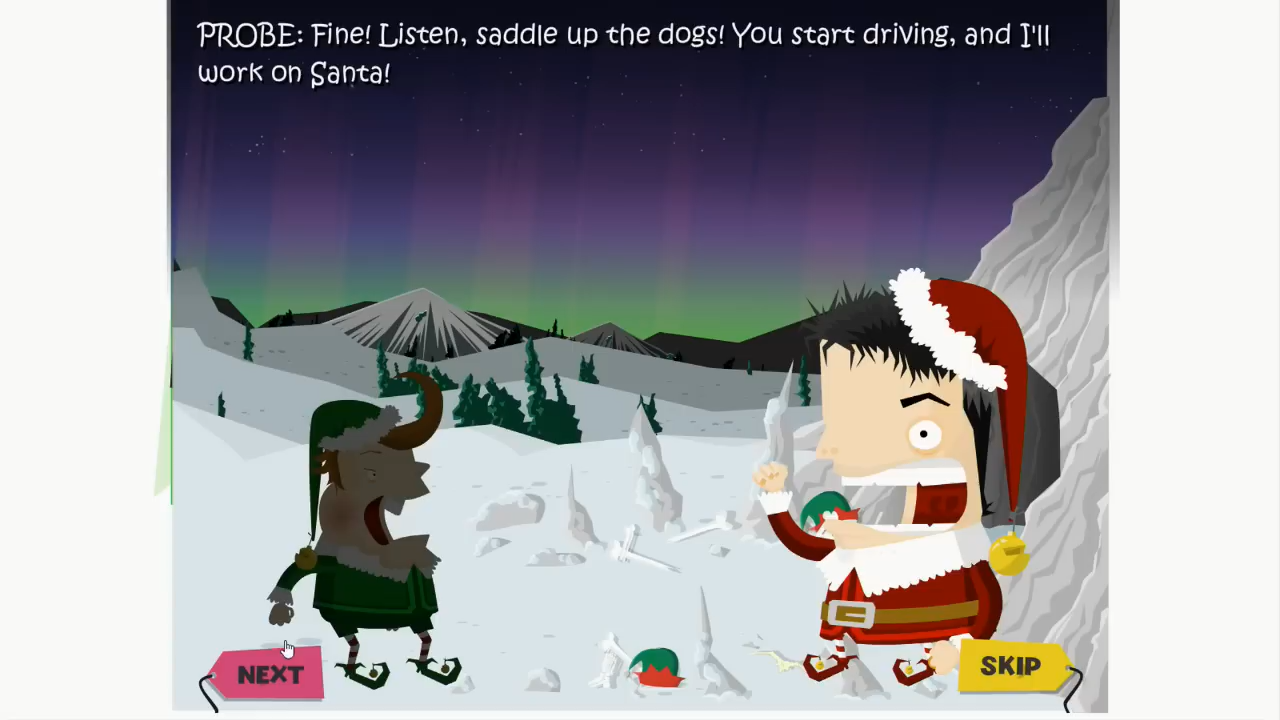 PROBE: Fine! Listen, saddle up the dogs! You start driving, and I'll
work on Santa!
NEXT
SKIP